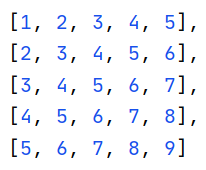 [1, 2, 3, 4, 5],
[2, 3, 4, 5, 6],
[3, 4, 5, 6, 7],
[4, 5, 6, 7, 8],
[5, 6, 7, 8, 9]